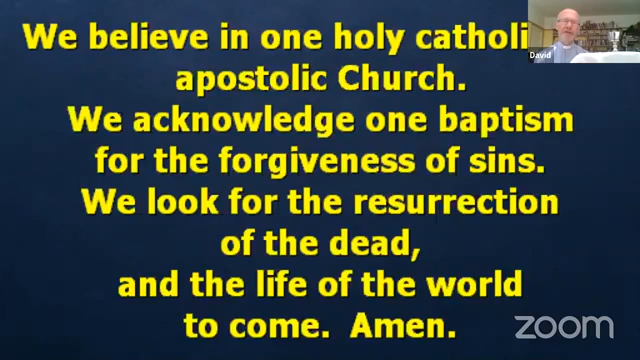 We believe in one holy catholi
apostolic Church.
We acknowledge one baptism
for the forgiveness of sins.
We look for the resurrection
of the dead,
and the life of the world
to come.  Amen.
David
zoom